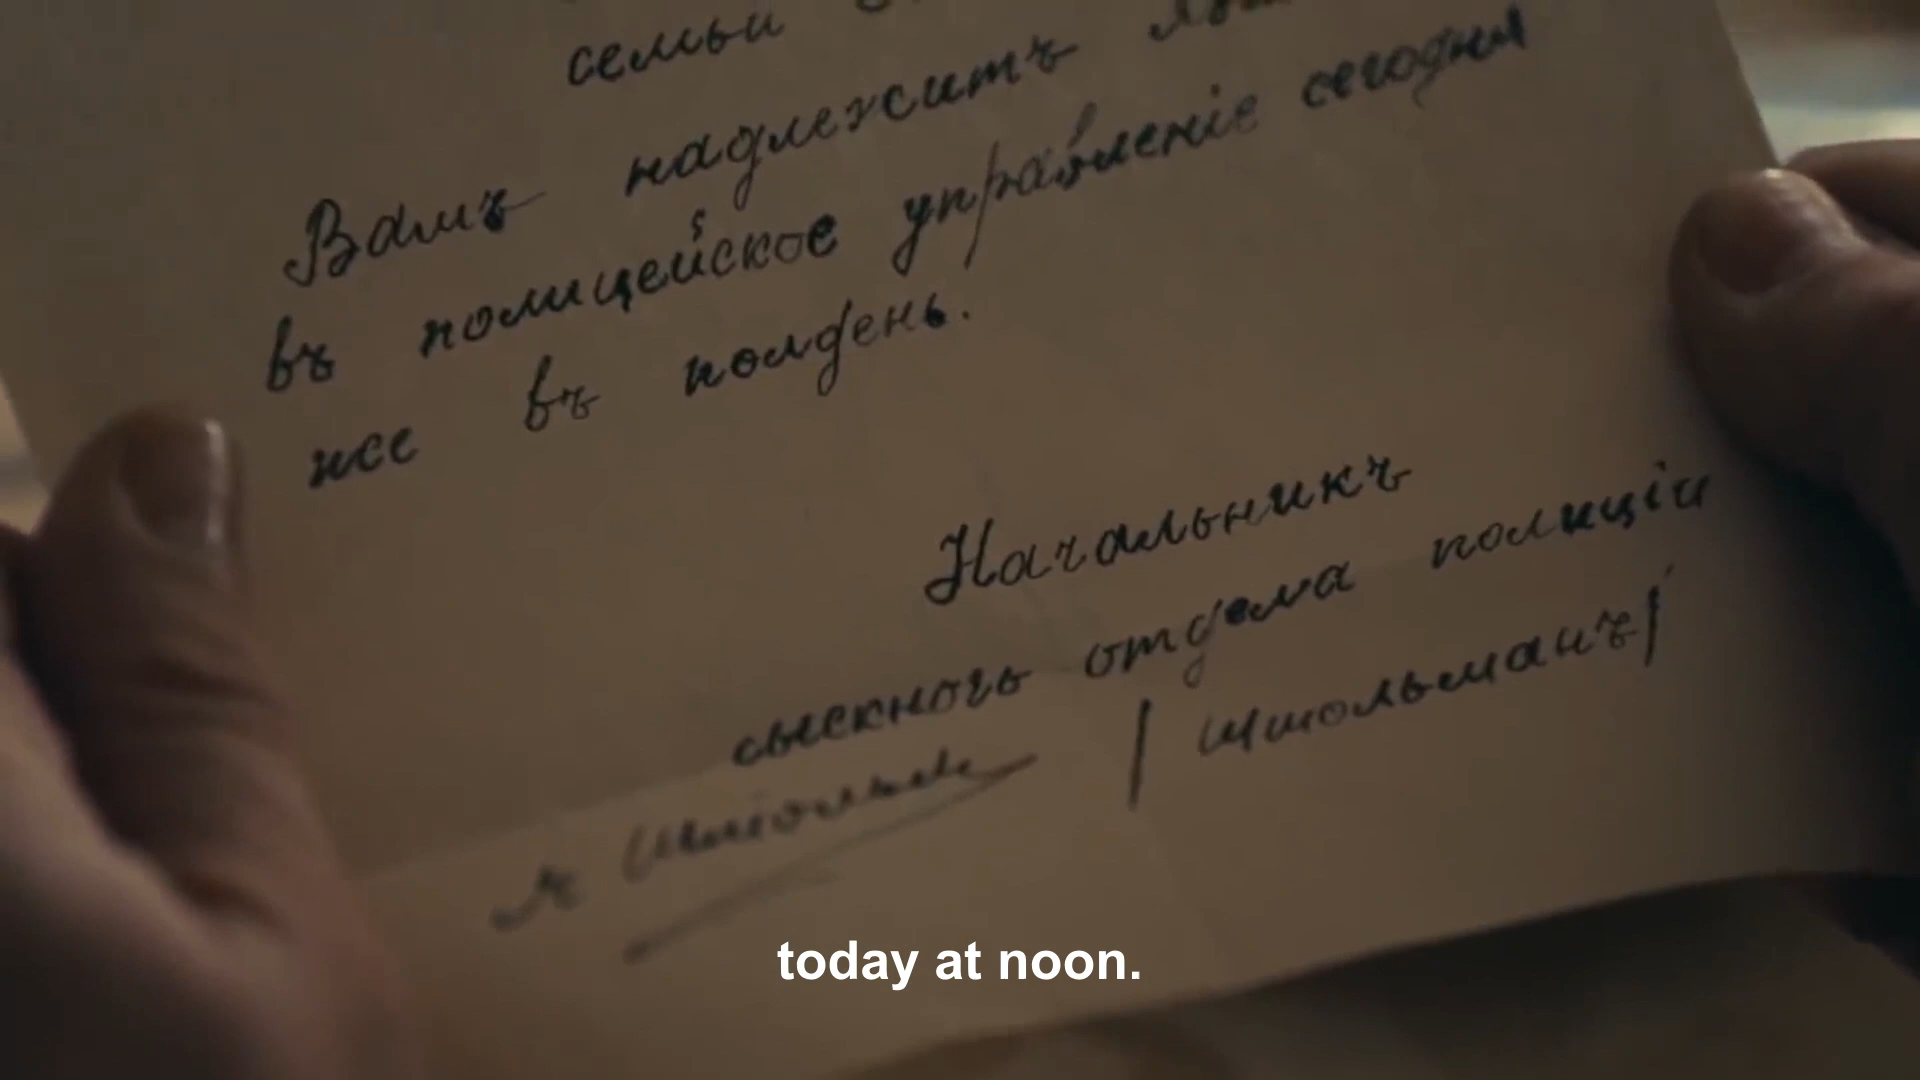 семьи
Вамъ надлежитъ
въ полицейское управленіе сегодня
же въ полдень.
Начальникъ
сыскного отдела полиціи
/ Штольманъ/
today at noon.